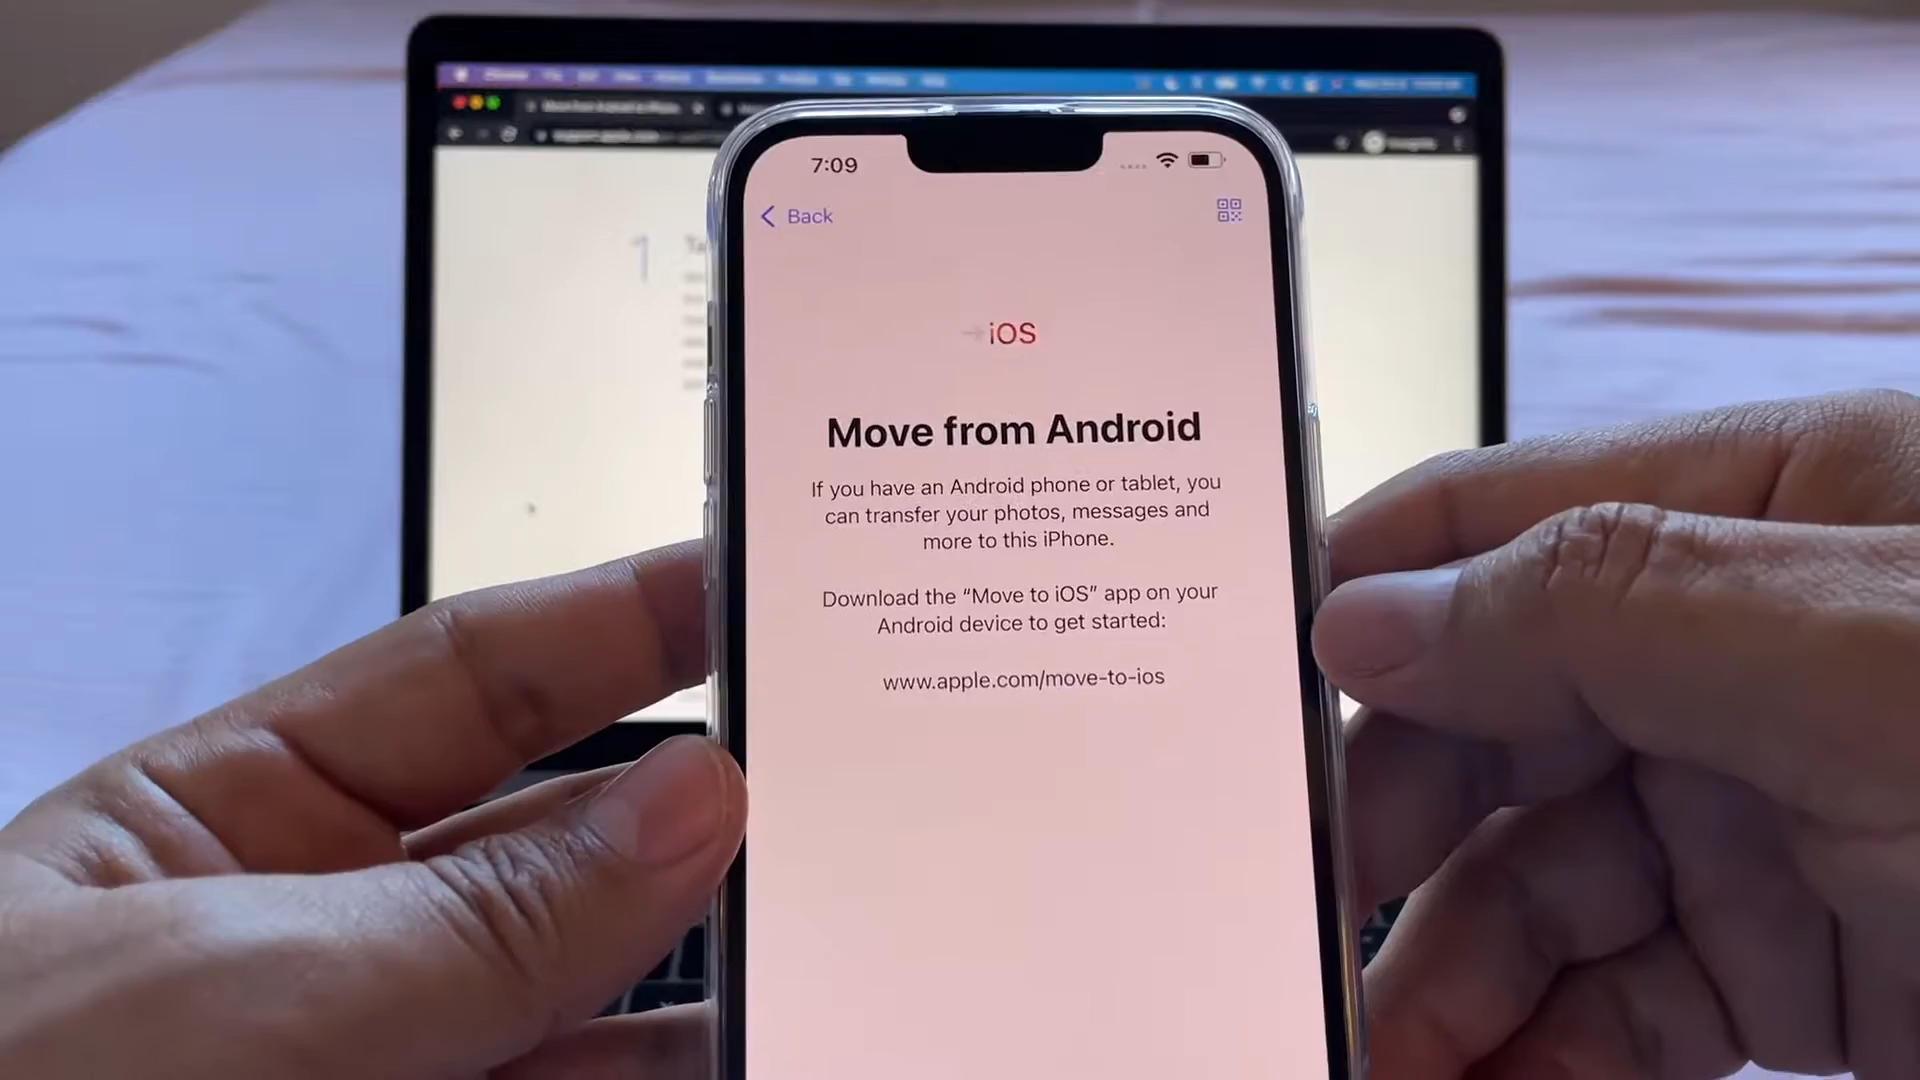 7:09
Back
iOS
Move from Android
If you have an Android phone or tablet, you
can transfer your photos, messages and
more to this iPhone.
Download the “Move to iOS” app on your
Android device to get started:
www.apple.com/move-to-ios
1